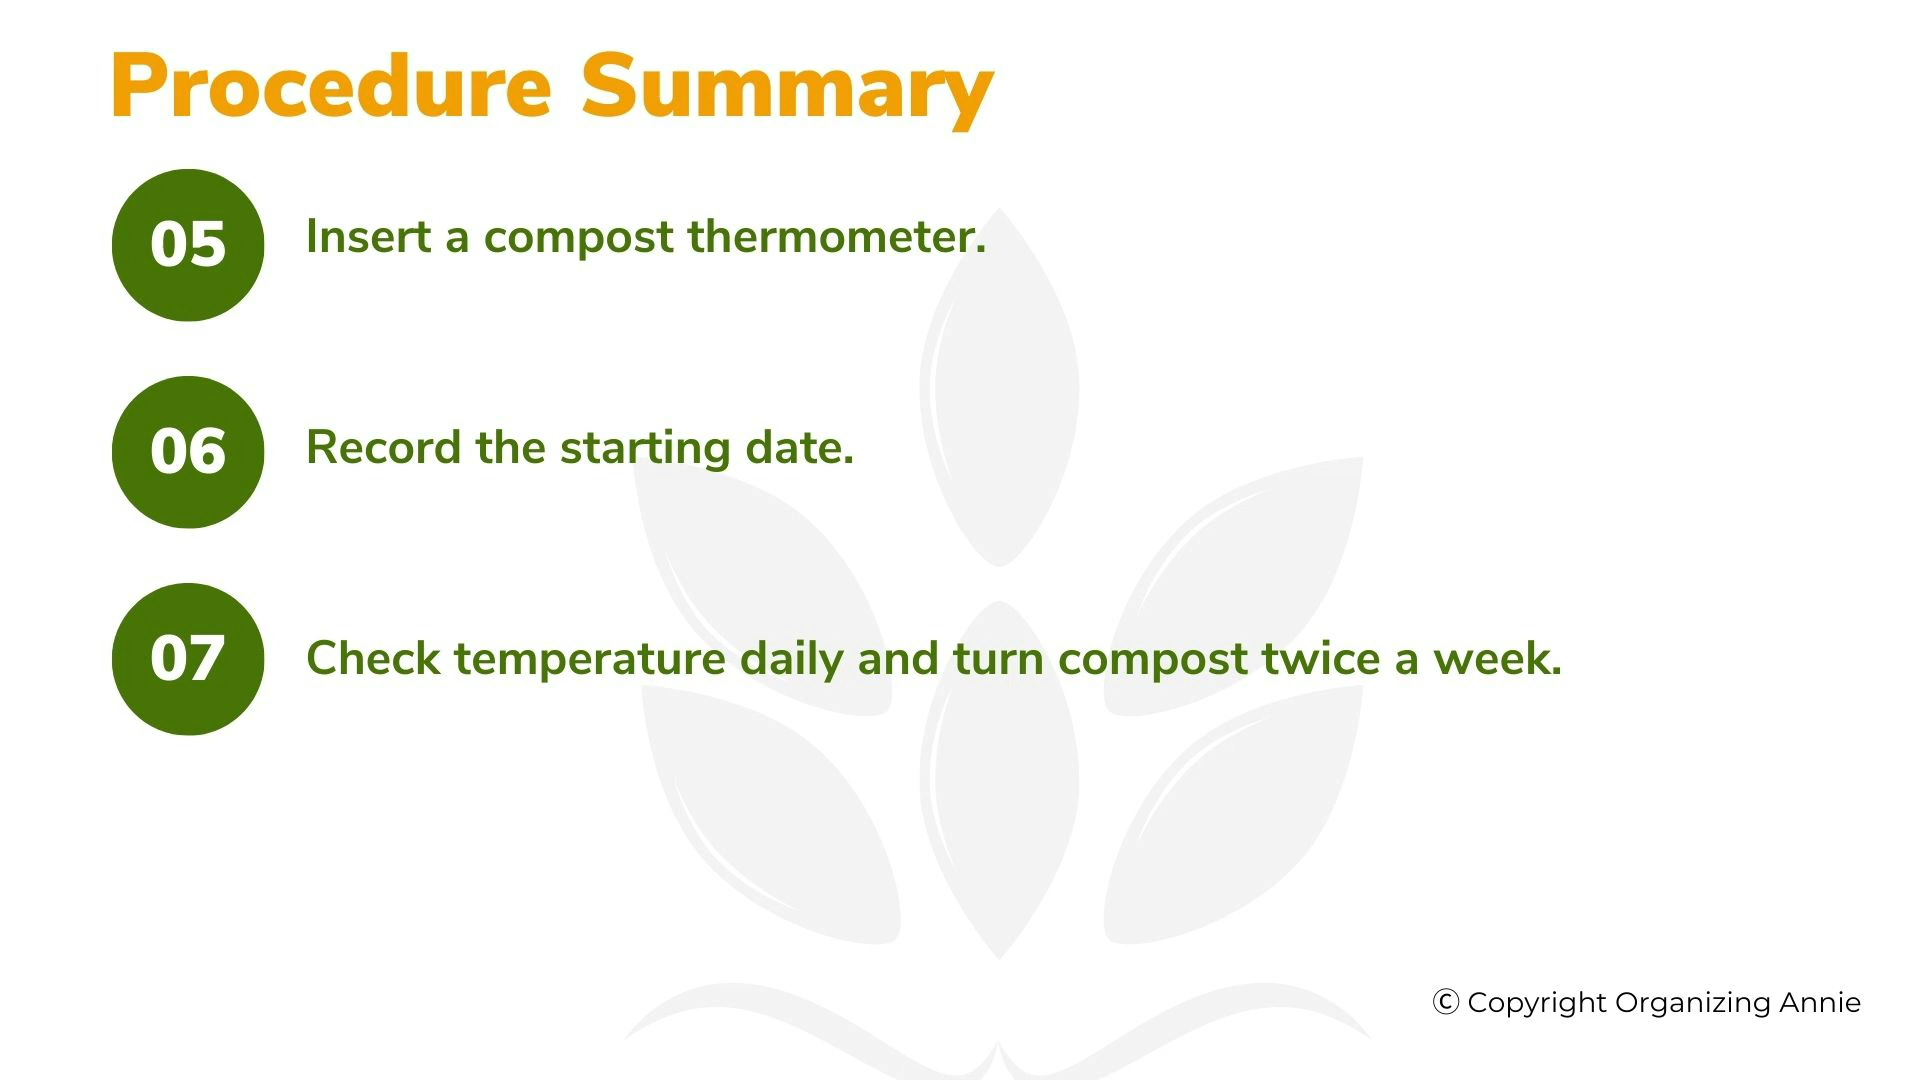 Procedure Summary
05
Insert a compost thermometer.
06
Record the starting date.
07
Check temperature daily and turn compost twice a week.
© Copyright Organizing Annie